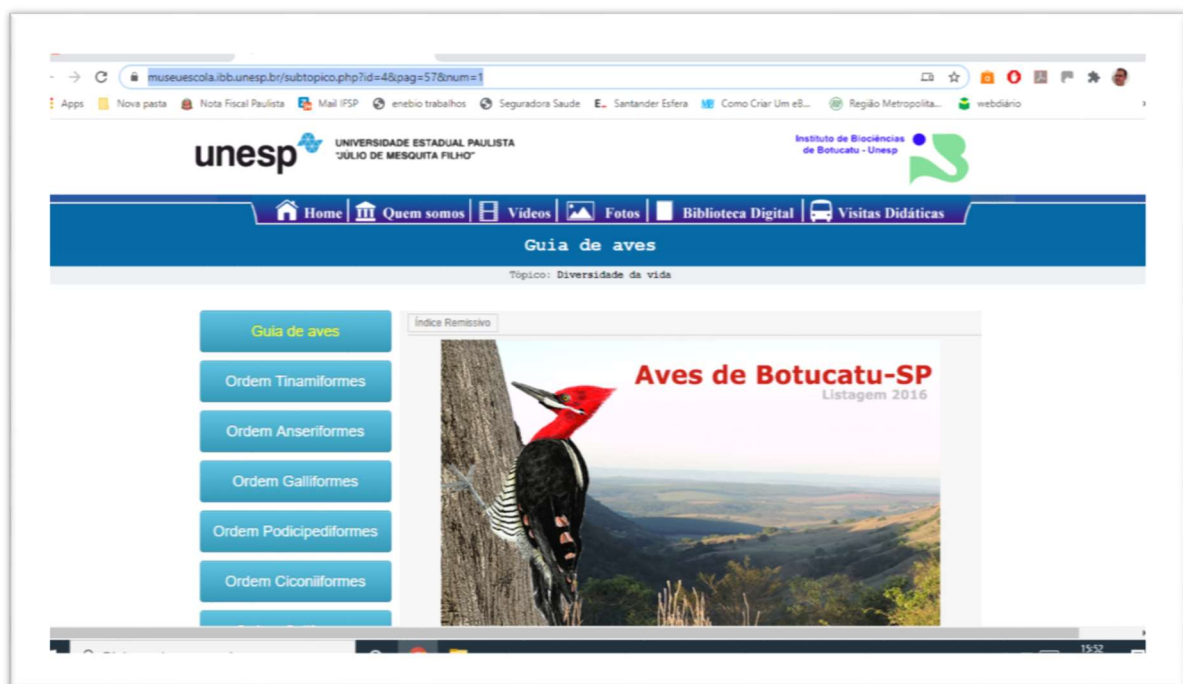 museuescola.ibb.unesp.br/subtopico.php?id=4&pag=57&num=1
Apps Nova pasta Nota Fiscal Paulista Mail IFSP enebio trabalhos Seguradora Saude Santander Esfera Como Criar Um eB... Região Metropolita... webdiário
unesp UNIVERSIDADE ESTADUAL PAULISTA
"JÚLIO DE MESQUITA FILHO"
Instituto de Biociências
de Botucatu - Unesp
Home Quem somos Vídeos Fotos Biblioteca Digital Visitas Didáticas
Guia de aves
Tópico: Diversidade da vida
Guia de aves
Ordem Tinamiformes
Ordem Anseriformes
Ordem Galliformes
Ordem Podicipediformes
Ordem Ciconiiformes
Índice Remissivo
Aves de Botucatu-SP
Listagem 2016
15:52